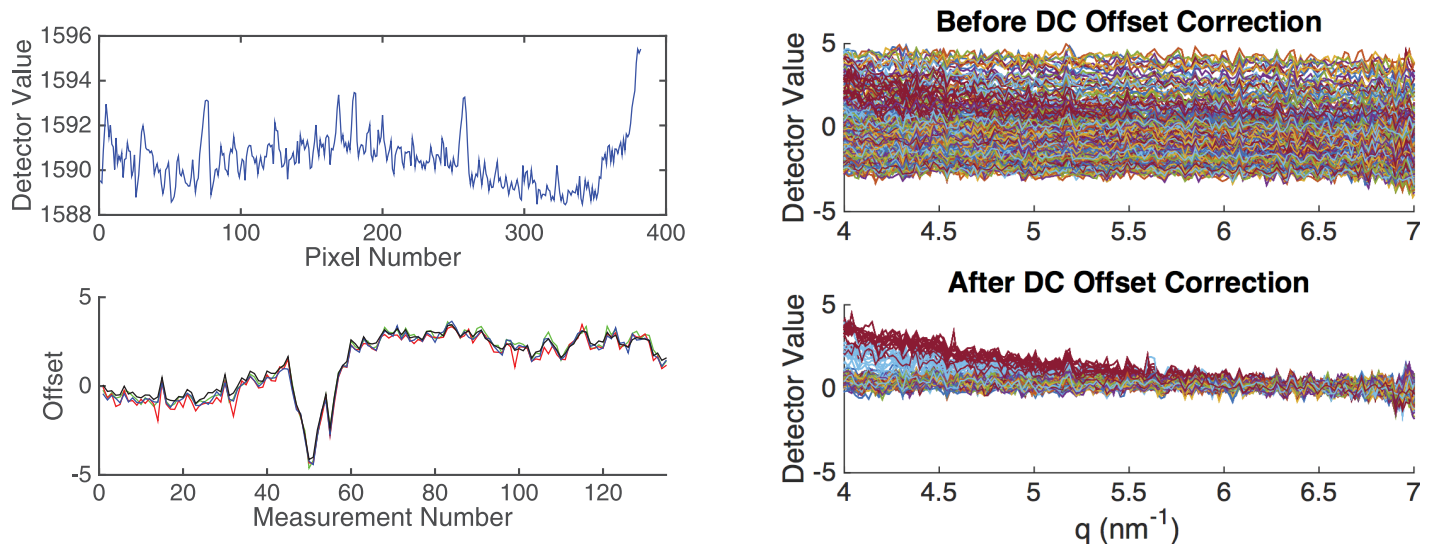 1596
1594
1592
1590
1588
Detector Value
0 100 200 300 400
Pixel Number
5
0
-5
Offset
0 20 40 60 80 100 120
Measurement Number
Before DC Offset Correction
5
0
-5
Detector Value
4 4.5 5 5.5 6 6.5 7
After DC Offset Correction
5
0
-5
Detector Value
4 4.5 5 5.5 6 6.5 7
q (nm⁻¹)